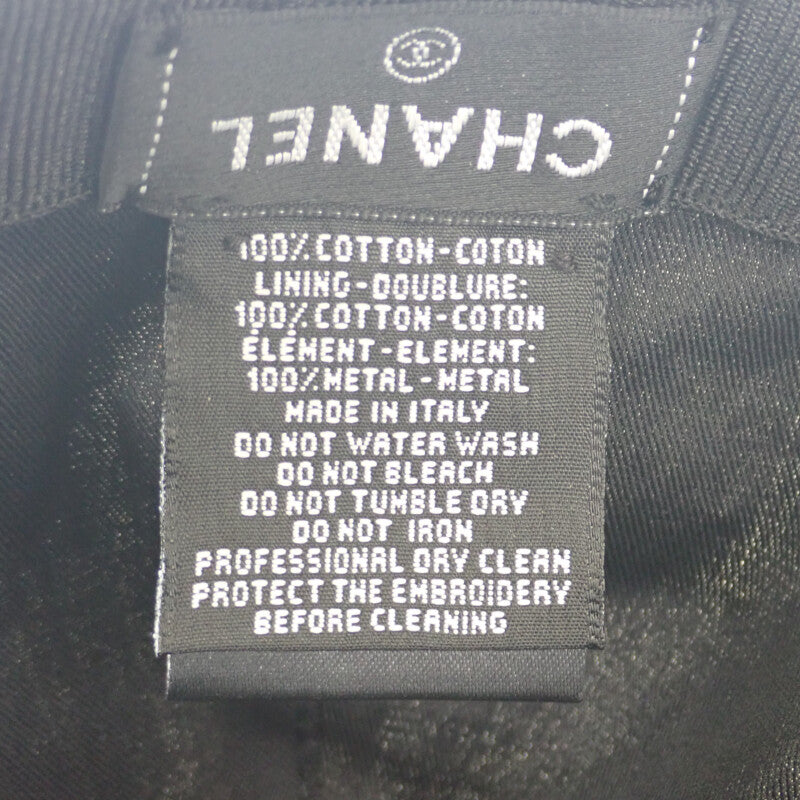 CHANEL
100% COTTON-COTON
LINING-DOUBLURE:
100% COTTON-COTON
ÉLÉMENT-ELEMENT:
100% METAL-METAL
MADE IN ITALY
DO NOT WATER WASH
DO NOT BLEACH
DO NOT TUMBLE DRY
DO NOT IRON
PROFESSIONAL DRY CLEAN
PROTECT THE EMBROIDERY
BEFORE CLEANING